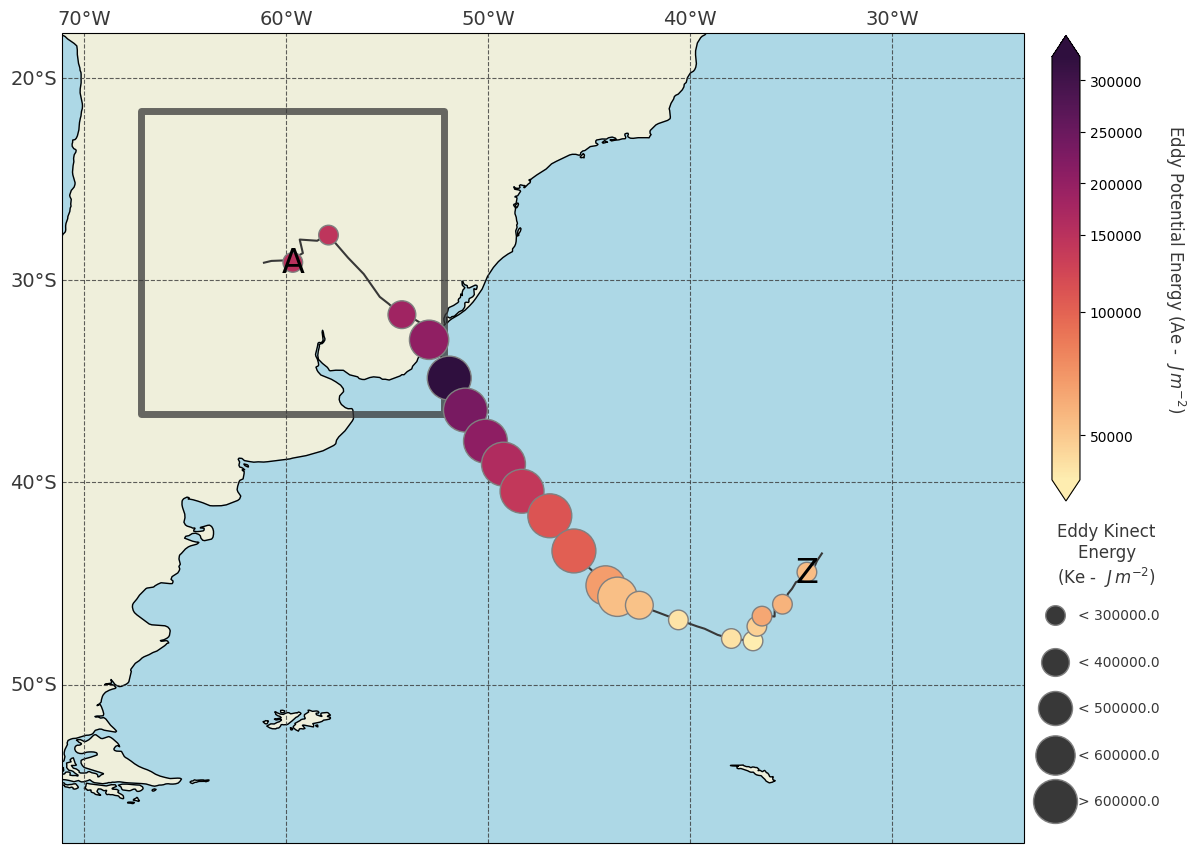 70°W 60°W 50°W 40°W 30°W
20°S
30°S
40°S
50°S
A
Z
300000
250000
200000
150000
100000
50000
Eddy Potential Energy (Ae - J m⁻²)
Eddy Kinect
Energy
(Ke - J m⁻²)
< 300000.0
< 400000.0
< 500000.0
< 600000.0
> 600000.0